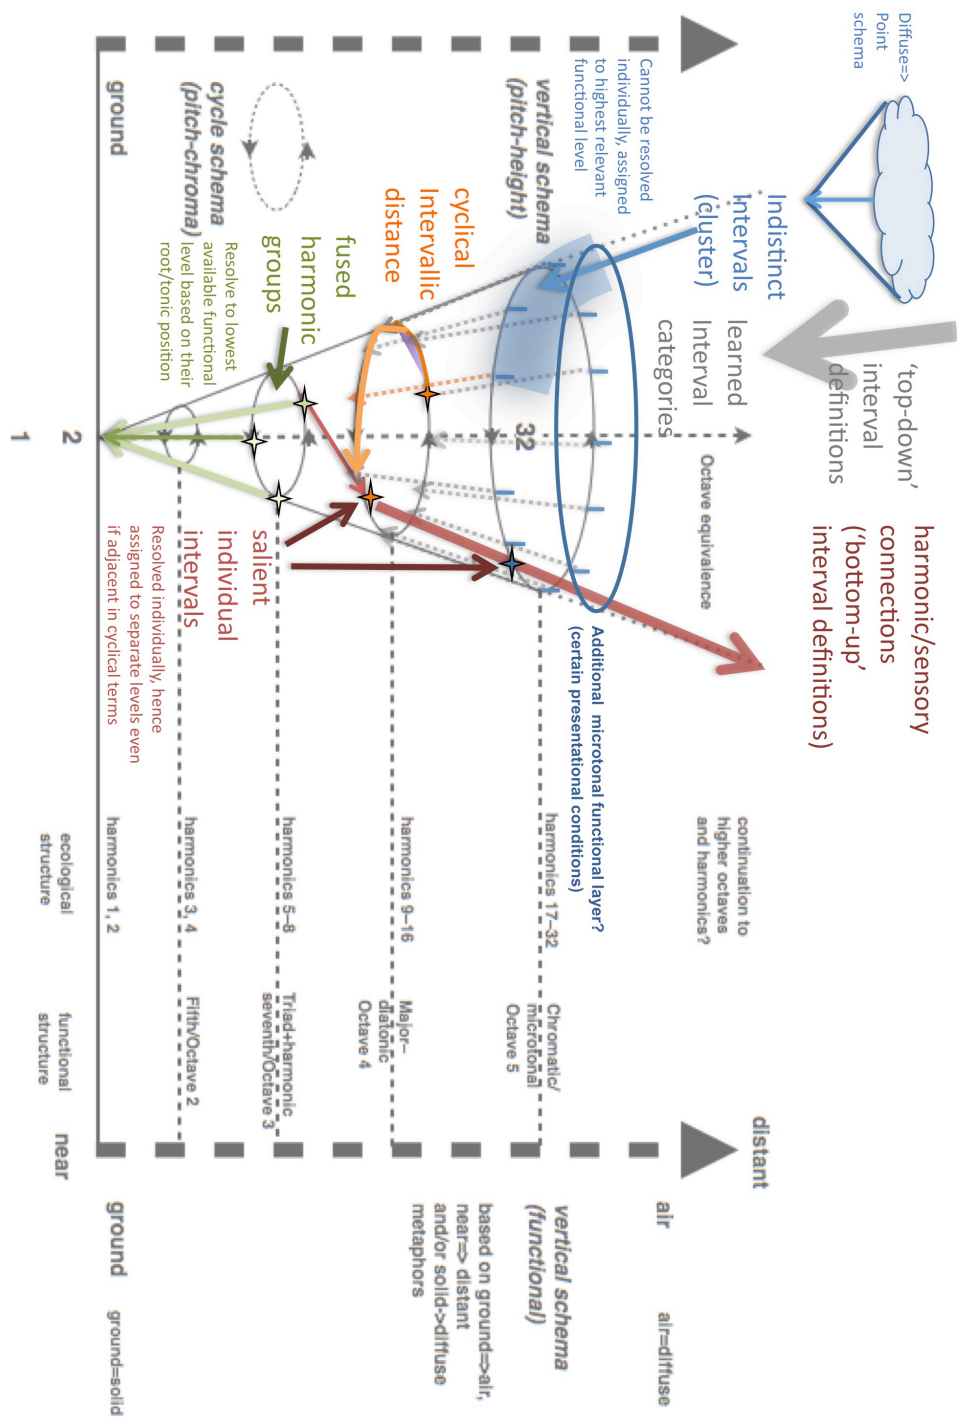 Diffuse=>
Point
schema
Cannot be resolved
individually, assigned
to highest relevant
functional level
vertical schema
(pitch-height)
cycle schema
(pitch-chroma)
ground
Indistinct
Intervals
(cluster)
cyclical
Intervallic
distance
fused
harmonic
groups
Resolve to lowest
available functional
level based on their
root/tonic position
learned
Interval
categories
'top-down'
interval
definitions
Octave equivalence
32
2
1
harmonic/sensory
connections
('bottom-up'
interval definitions)
salient
individual
intervals
Resolved individually, hence
assigned to separate levels even
if adjacent in cyclical terms
Additional microtonal functional layer?
(certain presentational conditions)
continuation to
higher octaves
and harmonics?
harmonics 17–32
harmonics 9–16
harmonics 5–8
harmonics 3, 4
harmonics 1, 2
ecological
structure
Chromatic/
microtonal
Octave 5
Major–
diatonic
Octave 4
Triad+harmonic
seventh/Octave 3
Fifth/Octave 2
functional
structure
distant
near
air
air=diffuse
vertical schema
(functional)
based on ground=>air,
near=> distant
and/or solid->diffuse
metaphors
ground
ground=solid